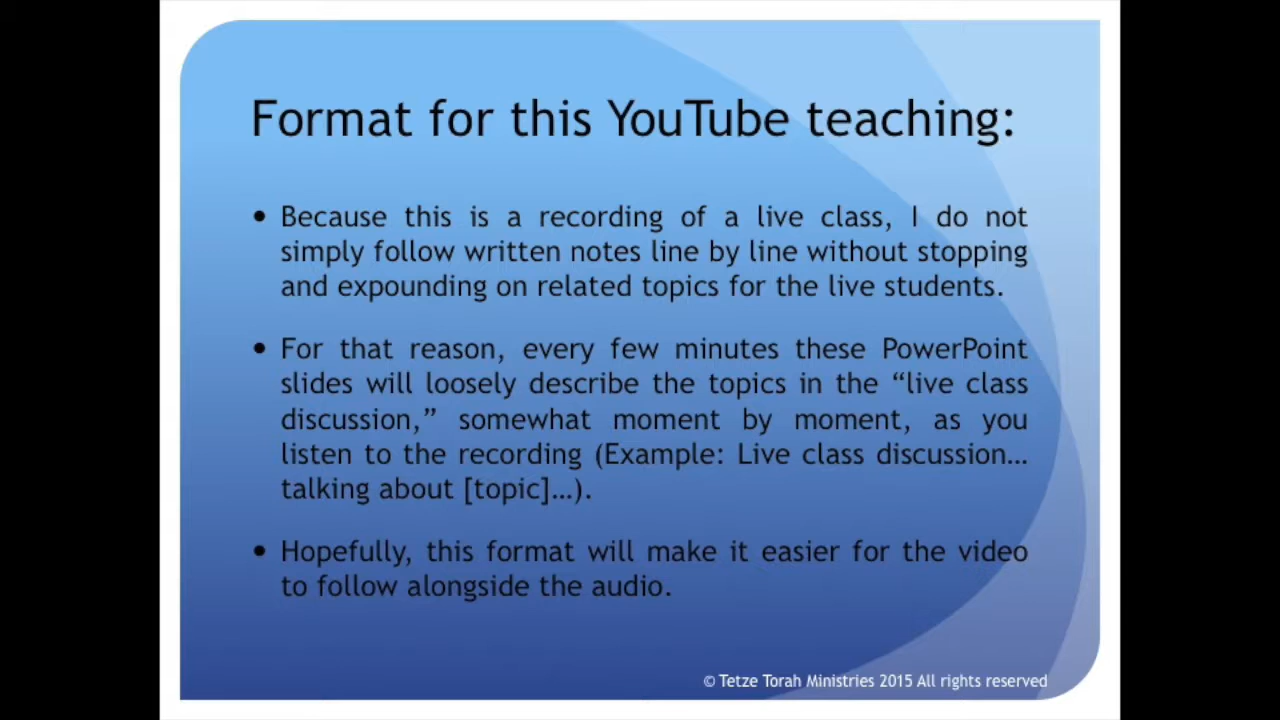 Format for this YouTube teaching:
• Because this is a recording of a live class, I do not
simply follow written notes line by line without stopping
and expounding on related topics for the live students.
• For that reason, every few minutes these PowerPoint
slides will loosely describe the topics in the “live class
discussion,” somewhat moment by moment, as you
listen to the recording (Example: Live class discussion…
talking about [topic]…).
• Hopefully, this format will make it easier for the video
to follow alongside the audio.
© Tetze Torah Ministries 2015 All rights reserved